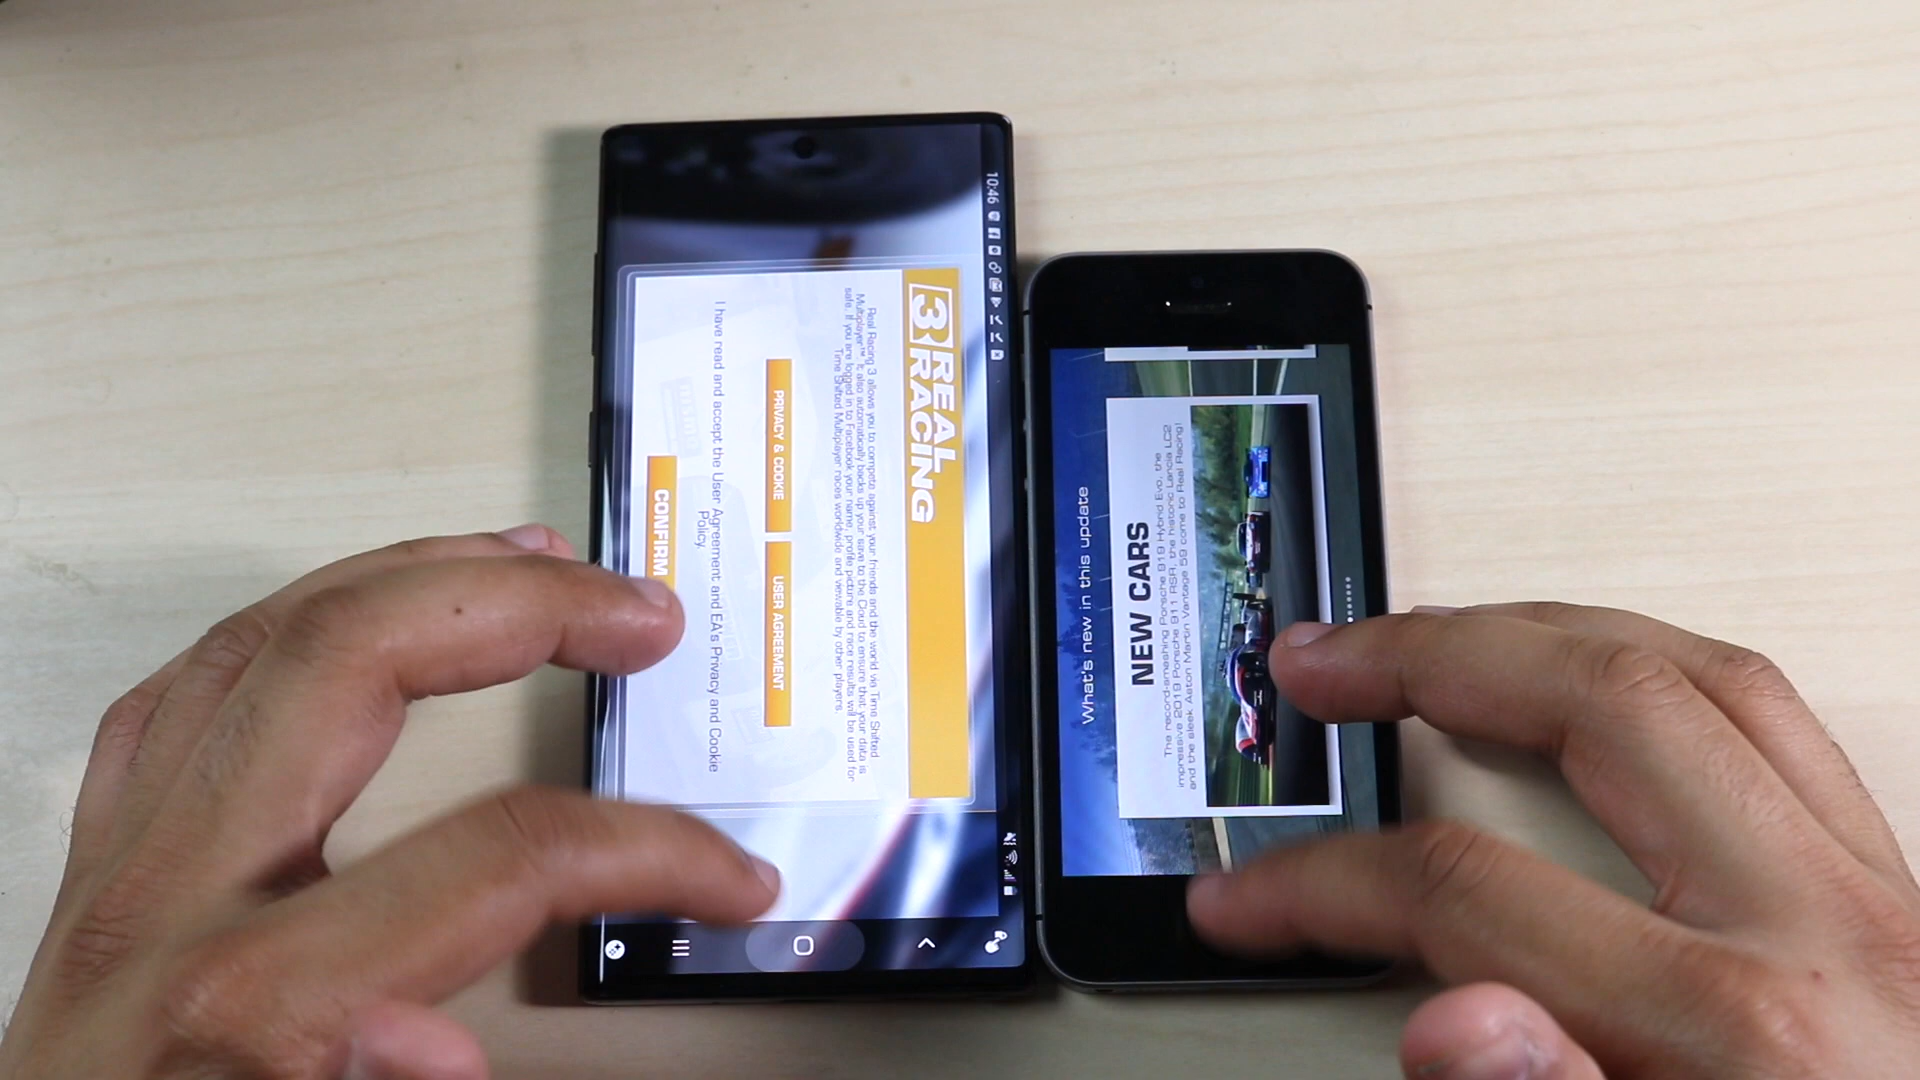 10:46
3 REAL
RACING
Real Racing 3 allows you to compete against your friends and the world via Time Shifted
Multiplayer™. It also automatically backs up your save to the Cloud to ensure that your data is
safe. If you are logged in to Facebook your name, profile picture and race results will be used for
Time Shifted Multiplayer races worldwide and viewable by other players.
PRIVACY & COOKIE
USER AGREEMENT
I have read and accept the User Agreement and EA's Privacy and Cookie
Policy.
CONFIRM
What's new in this update
NEW CARS
The record-smashing Porsche 919 Hybrid Evo, the
impressive 2019 Porsche 911 RSR, the historic Lancia LC2
and the sleek Aston Martin Vantage 59 come to Real Racing!